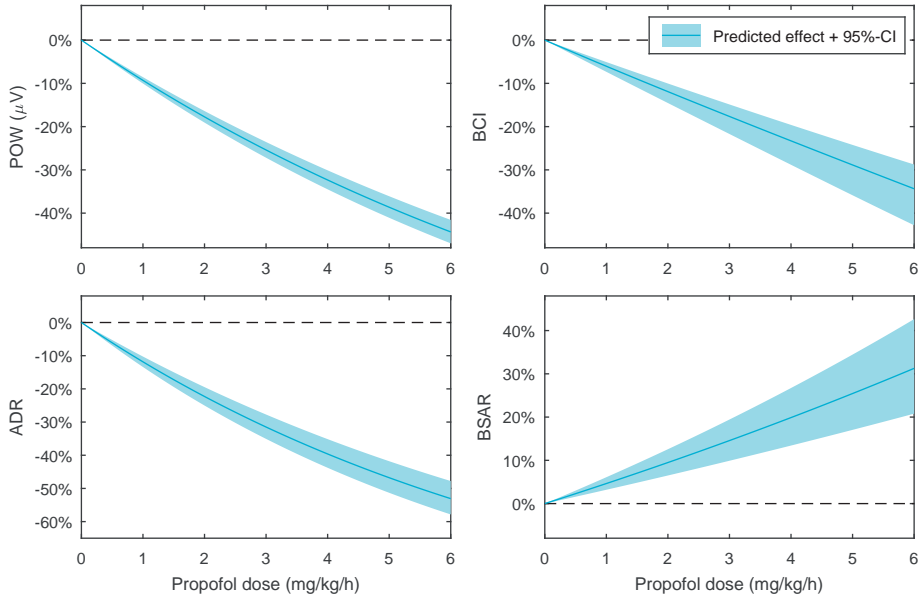 0%
-10%
-20%
-30%
-40%
POW (μV)
0 1 2 3 4 5 6
0%
-10%
-20%
-30%
-40%
BCI
Predicted effect + 95%-CI
0 1 2 3 4 5 6
0%
-10%
-20%
-30%
-40%
-50%
-60%
ADR
0 1 2 3 4 5 6
Propofol dose (mg/kg/h)
40%
30%
20%
10%
0%
BSAR
0 1 2 3 4 5 6
Propofol dose (mg/kg/h)